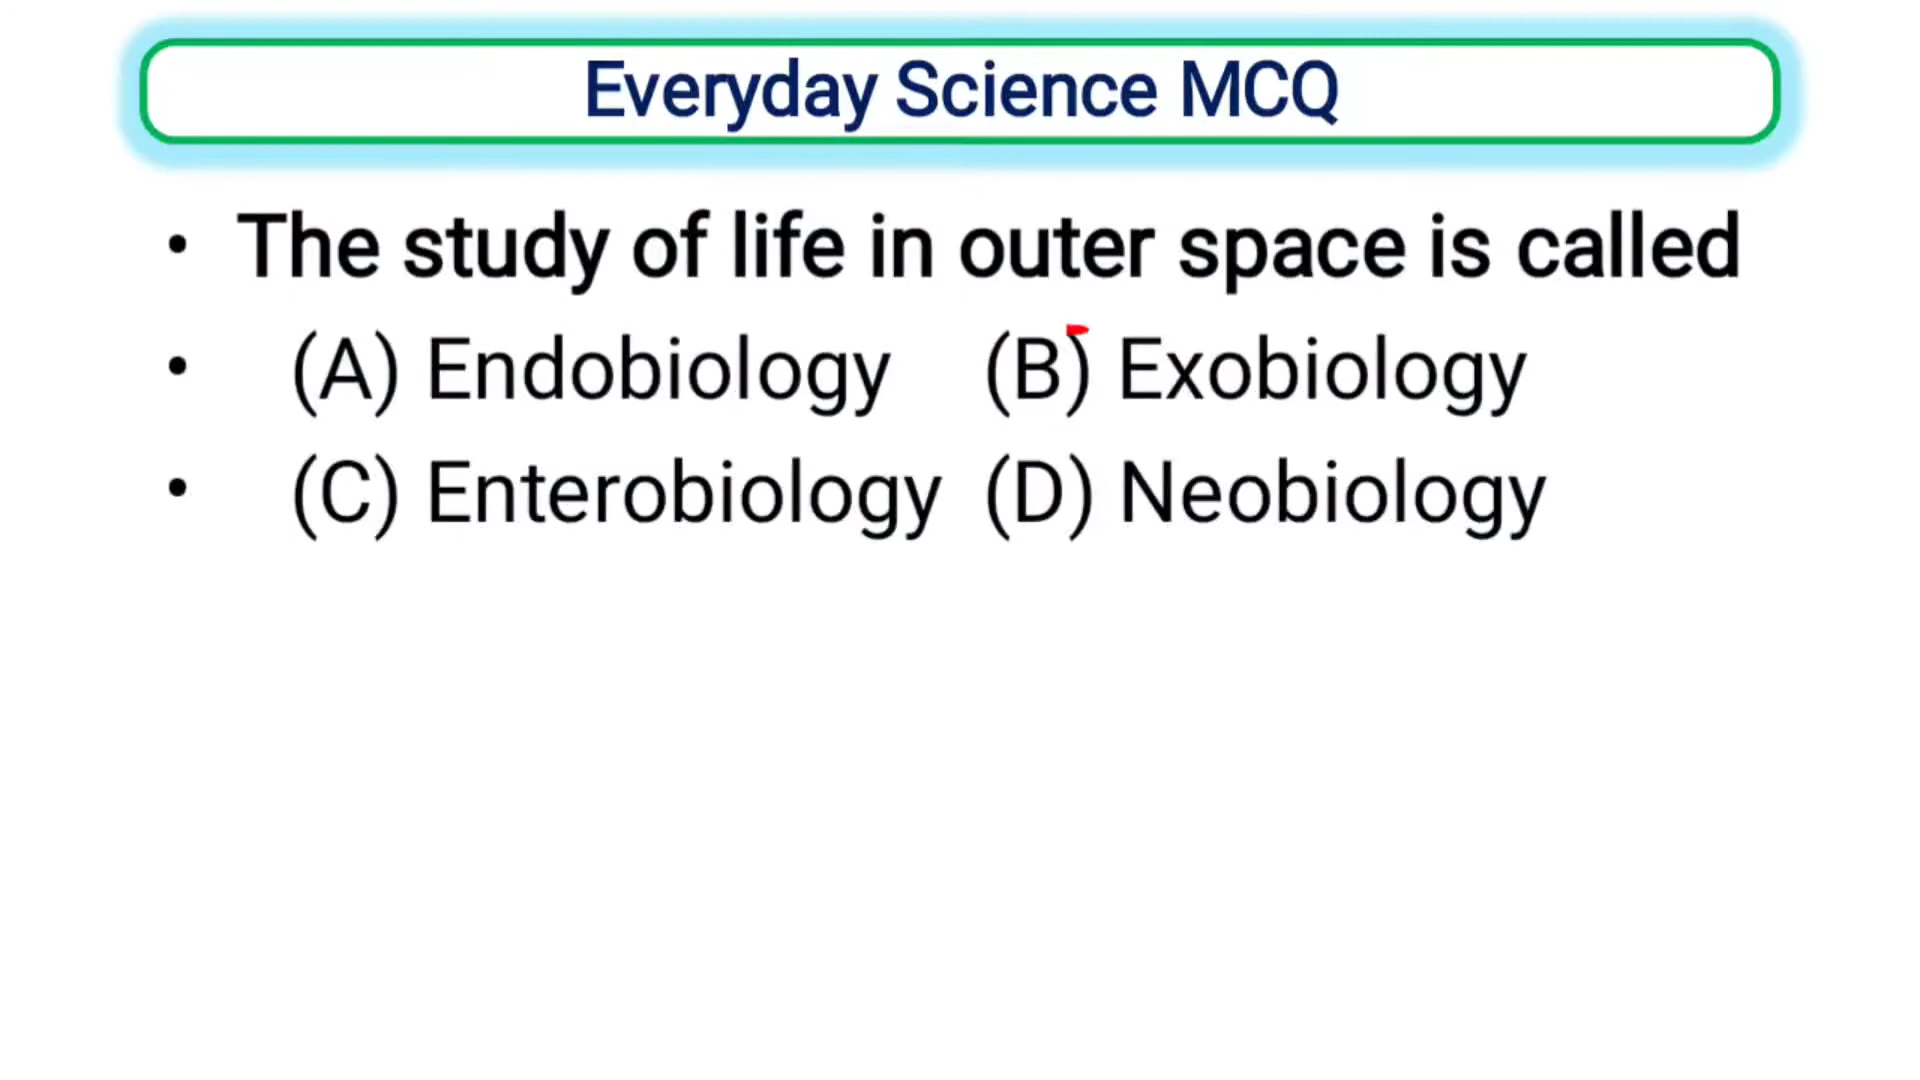 Everyday Science MCQ
• The study of life in outer space is called
• (A) Endobiology (B) Exobiology
• (C) Enterobiology (D) Neobiology